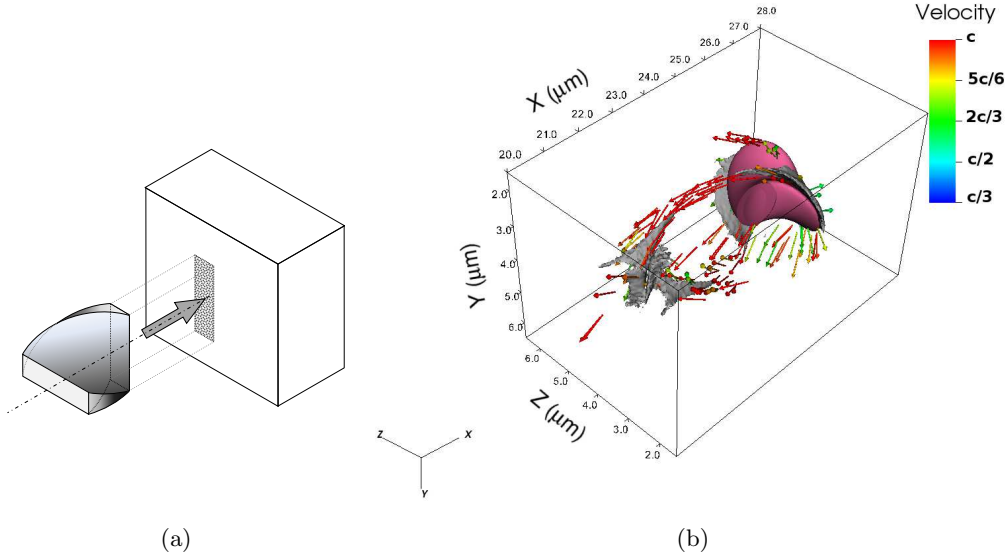 Velocity
c
5c/6
2c/3
c/2
c/3
28.0
27.0
26.0
25.0
24.0
23.0
22.0
21.0
20.0
X (μm)
2.0
3.0
4.0
5.0
6.0
Y (μm)
6.0
5.0
4.0
3.0
2.0
Z (μm)
Z
X
Y
(a)
(b)